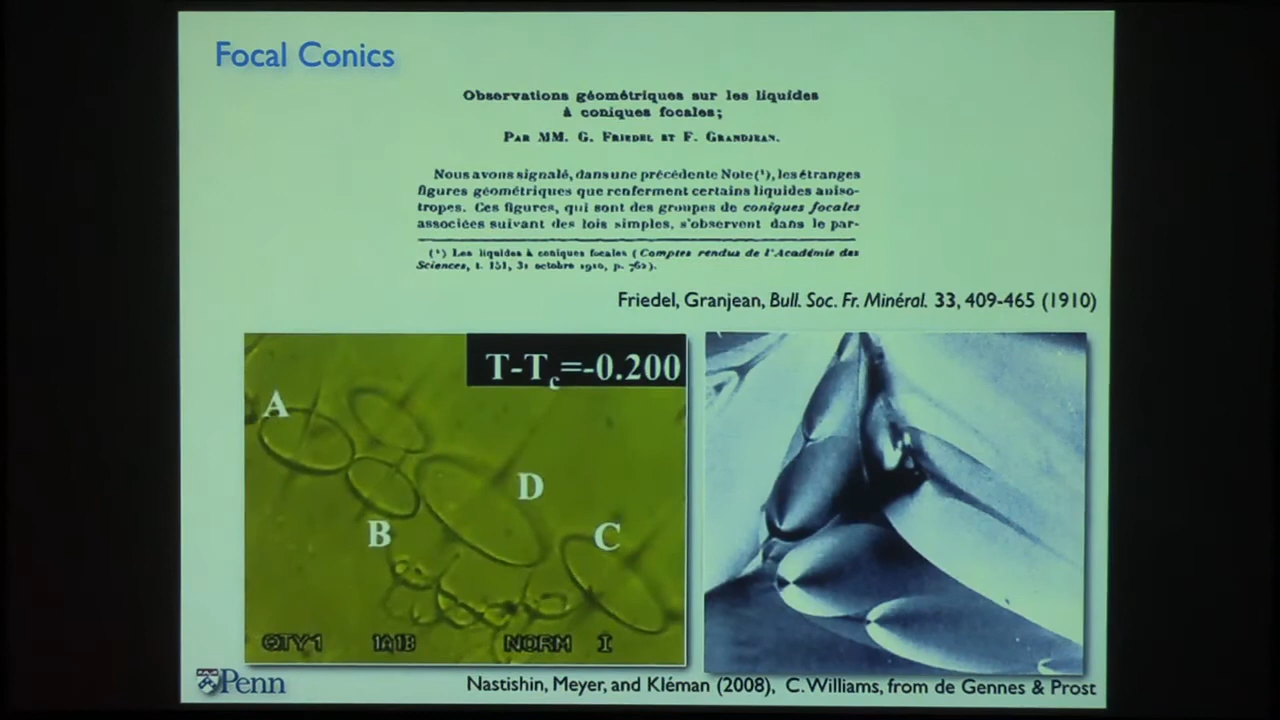 Focal Conics
Observations géométriques sur les liquides
à coniques focales;
PAR MM. G. FRIEDEL ET F. GRANDJEAN.
Nous avons signalé, dans une précédente Note (¹), les étranges
figures géométriques que renferment certains liquides aniso-
tropes. Ces figures, qui sont des groupes de coniques focales
associées suivant des lois simples, s'observent dans le par-
(¹) Les liquides à coniques focales (Comptes rendus de l'Académie des
Sciences, t. 151, 31 octobre 1910, p. 762).
Friedel, Granjean, Bull. Soc. Fr. Minéral. 33, 409-465 (1910)
T-Tc=-0.200
A
D
B
C
QTY1 1A1B NORM I
Penn
Nastishin, Meyer, and Kléman (2008), C. Williams, from de Gennes & Prost